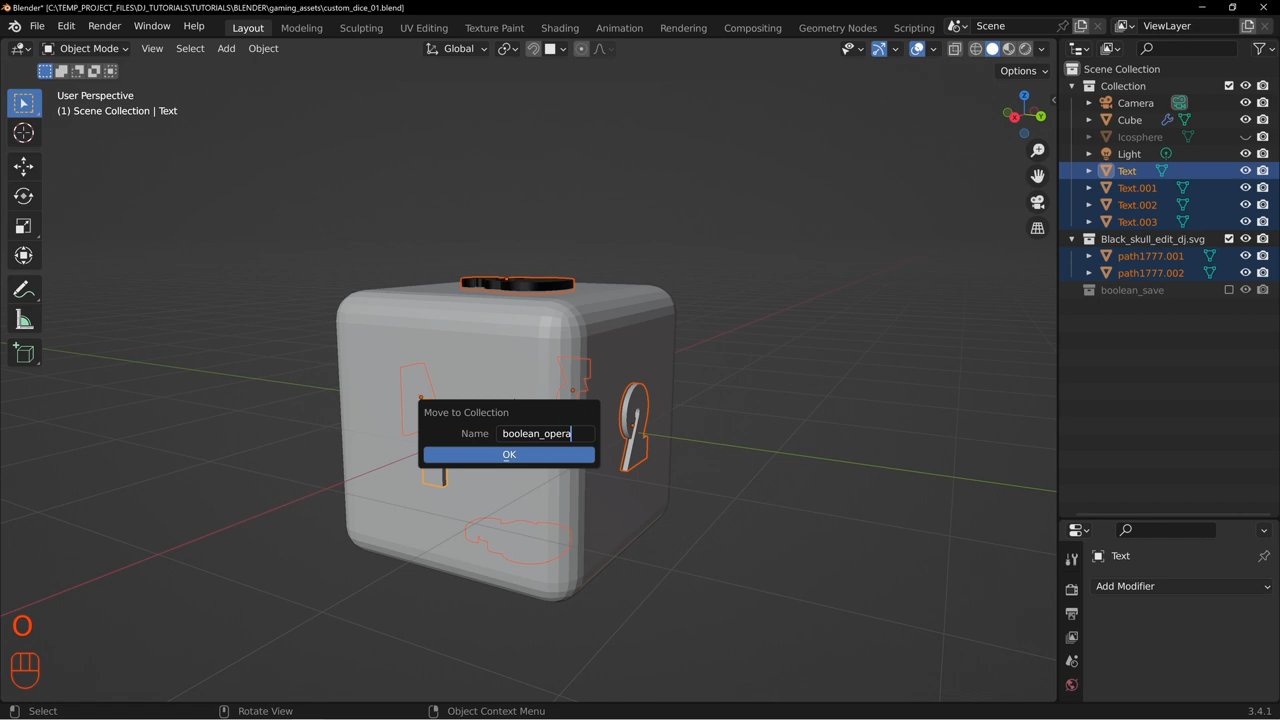 Blender* [C:\TEMP_PROJECT_FILES\DJ_TUTORIALS\TUTORIALS\BLENDER\gaming_assets\custom_dice_01.blend]
File Edit Render Window Help Layout Modeling Sculpting UV Editing Texture Paint Shading Animation Rendering Compositing Geometry Nodes Scripting Scene ViewLayer
Object Mode View Select Add Object Global
Options
User Perspective
(1) Scene Collection | Text
Z
X
Y
Scene Collection
Collection
Camera
Cube
Icosphere
Light
Text
Text.001
Text.002
Text.003
Black_skull_edit_dj.svg
path1777.001
path1777.002
boolean_save
Move to Collection
Name boolean_opera
OK
Text
Add Modifier
O
Select Rotate View Object Context Menu 3.4.1